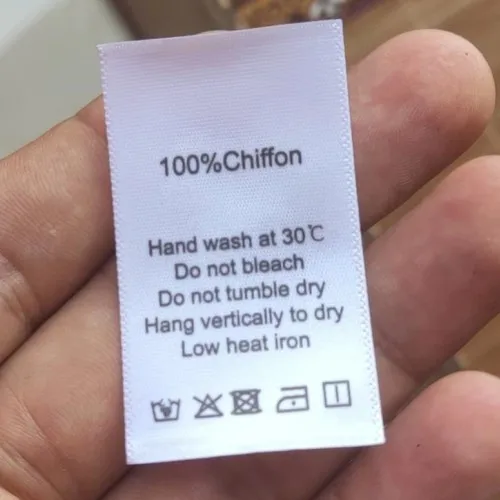 100%Chiffon
Hand wash at 30℃
Do not bleach
Do not tumble dry
Hang vertically to dry
Low heat iron